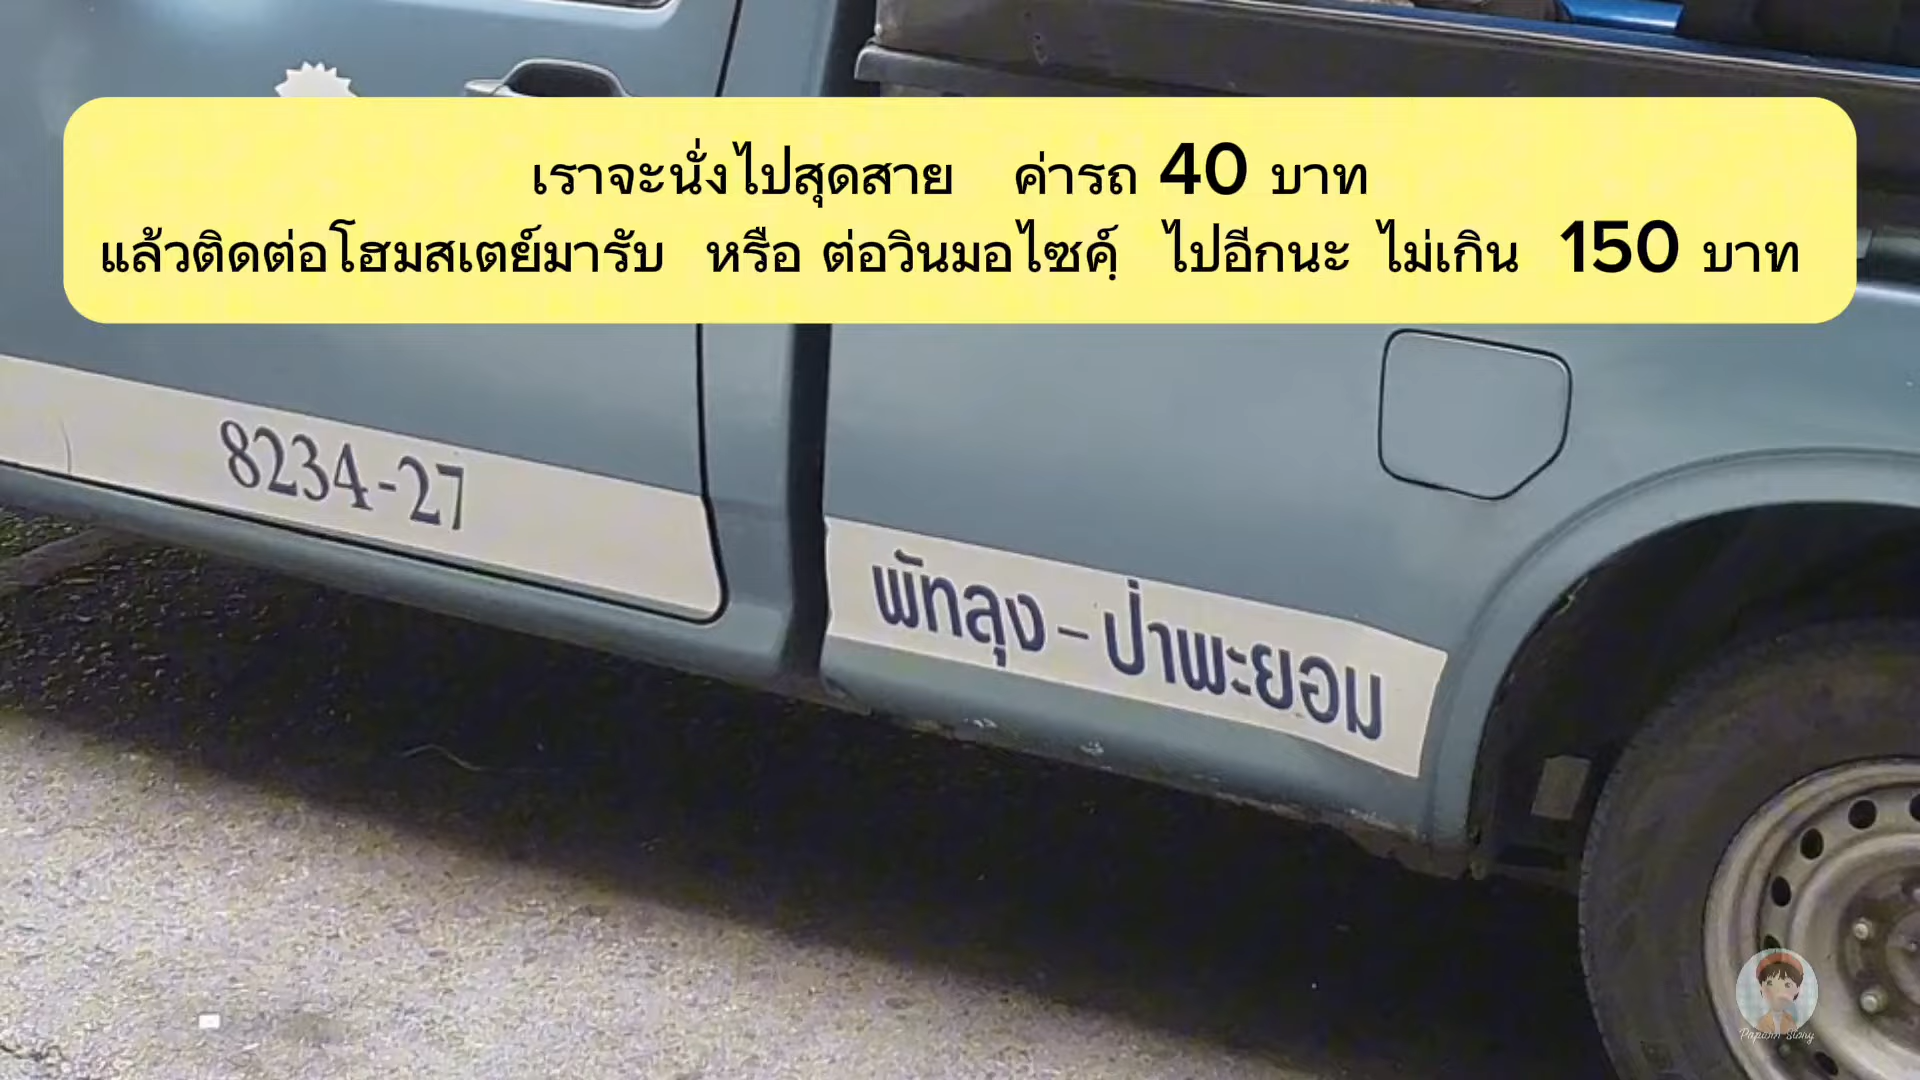 เราจะนั่งไปสุดสาย ค่ารถ 40 บาท
แล้วติดต่อโฮมสเตย์มารับ หรือ ต่อวินมอไซค์ุ ไปอีกนะ ไม่เกิน 150 บาท
8234-27
พัทลุง - ป่าพะยอม